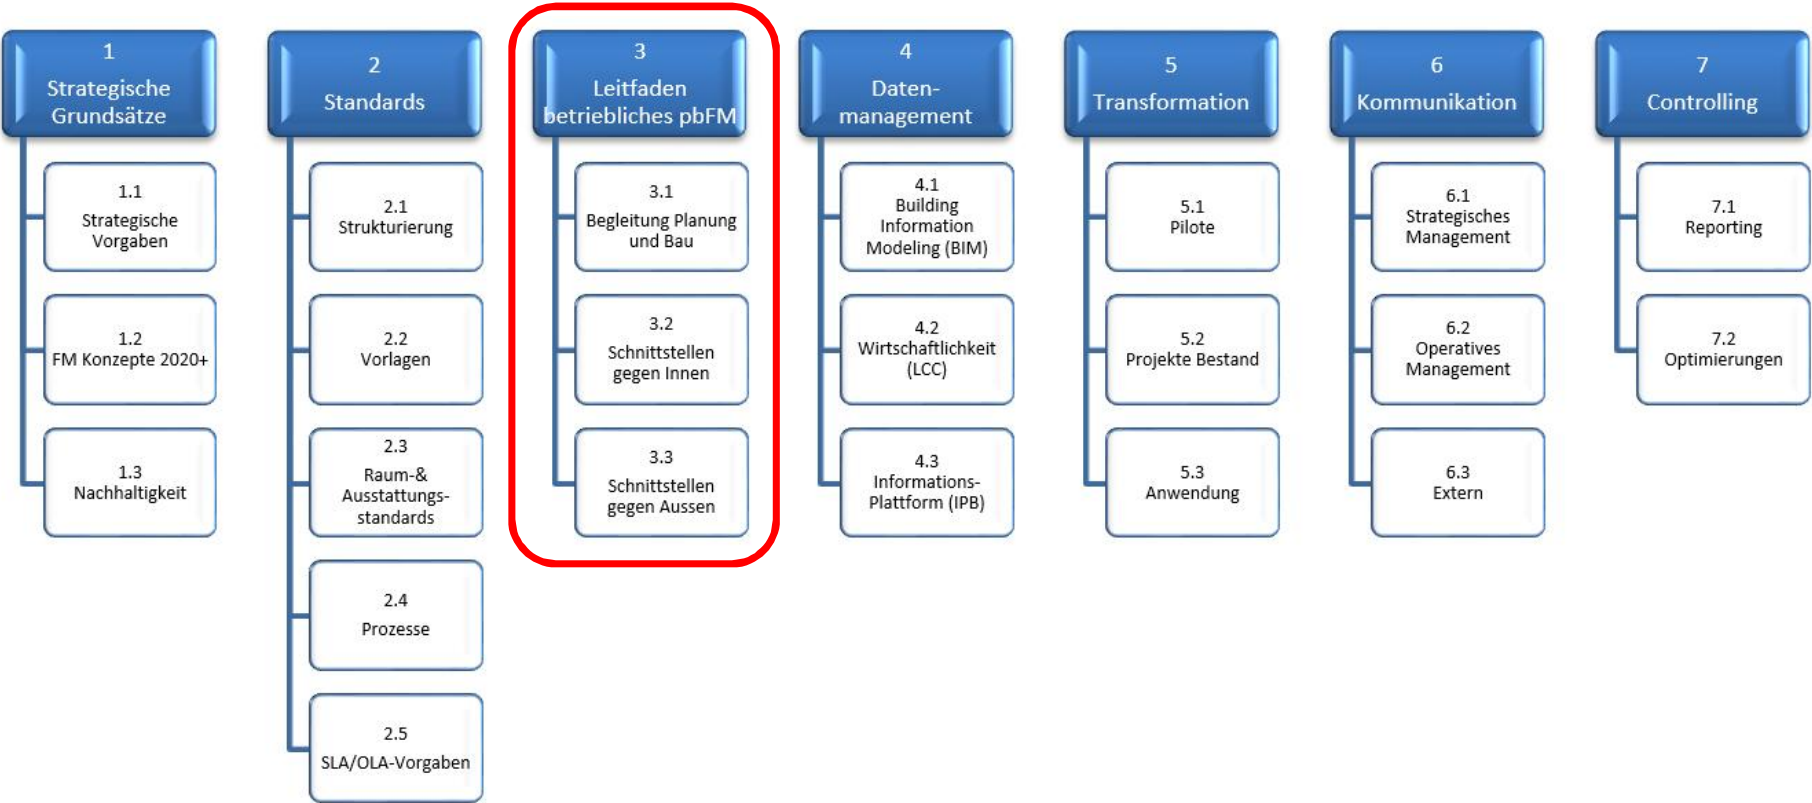 1
Strategische
Grundsätze
1.1
Strategische
Vorgaben
1.2
FM Konzepte 2020+
1.3
Nachhaltigkeit
2
Standards
2.1
Strukturierung
2.2
Vorlagen
2.3
Raum-&
Ausstattungs-
standards
2.4
Prozesse
2.5
SLA/OLA-Vorgaben
3
Leitfaden
betriebliches pbFM
3.1
Begleitung Planung
und Bau
3.2
Schnittstellen
gegen Innen
3.3
Schnittstellen
gegen Aussen
4
Daten-
management
4.1
Building
Information
Modeling (BIM)
4.2
Wirtschaftlichkeit
(LCC)
4.3
Informations-
Plattform (IPB)
5
Transformation
5.1
Pilote
5.2
Projekte Bestand
5.3
Anwendung
6
Kommunikation
6.1
Strategisches
Management
6.2
Operatives
Management
6.3
Extern
7
Controlling
7.1
Reporting
7.2
Optimierungen